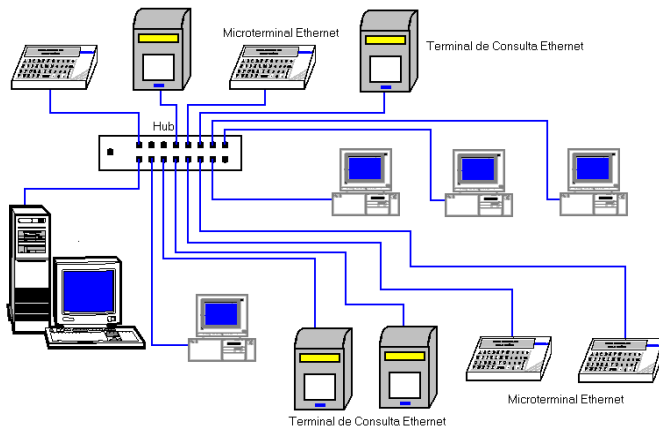 Microterminal Ethernet
Terminal de Consulta Ethernet
Hub
Terminal de Consulta Ethernet
Microterminal Ethernet